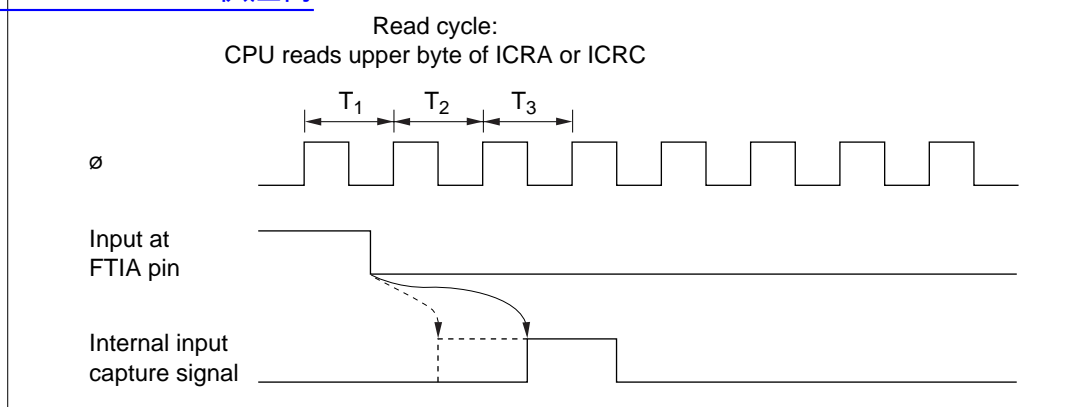 Read cycle:
CPU reads upper byte of ICRA or ICRC
T1 T2 T3
ø
Input at
FTIA pin
Internal input
capture signal